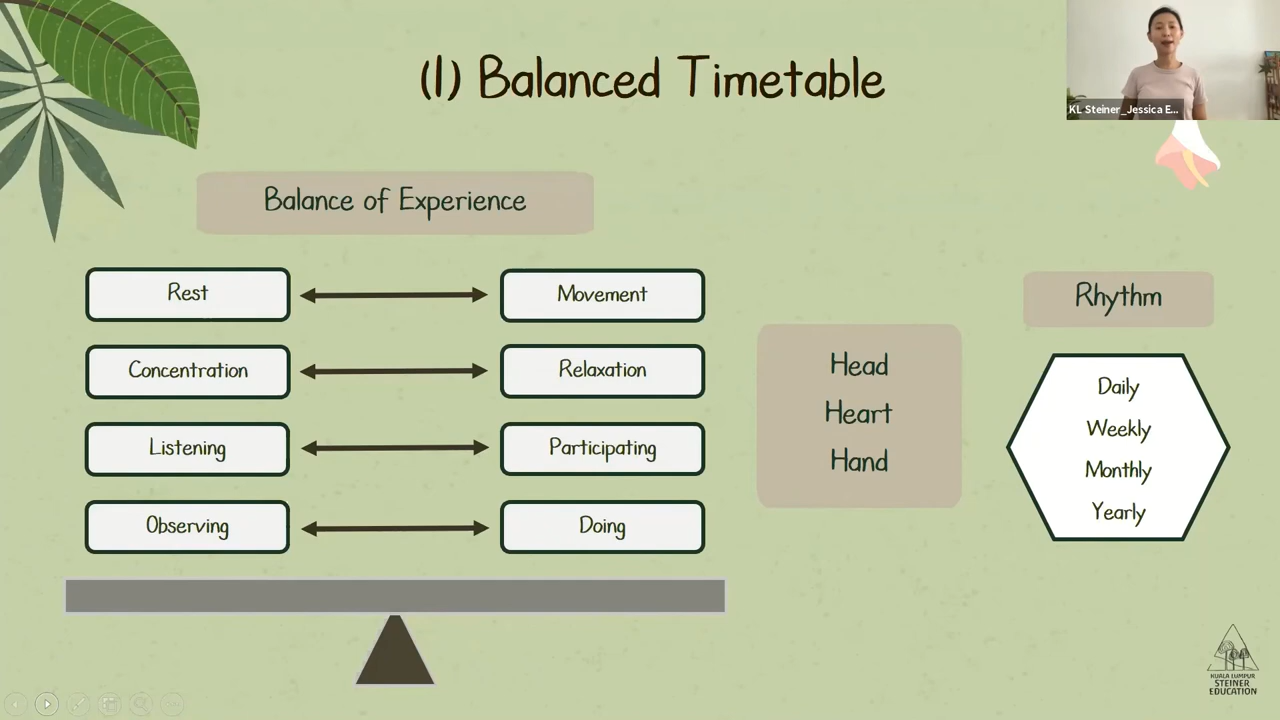 (1) Balanced Timetable
KL Steiner_Jessica E...
Balance of Experience
Rest
Movement
Concentration
Relaxation
Listening
Participating
Observing
Doing
Head
Heart
Hand
Rhythm
Daily
Weekly
Monthly
Yearly
KUALA LUMPUR
STEINER
EDUCATION